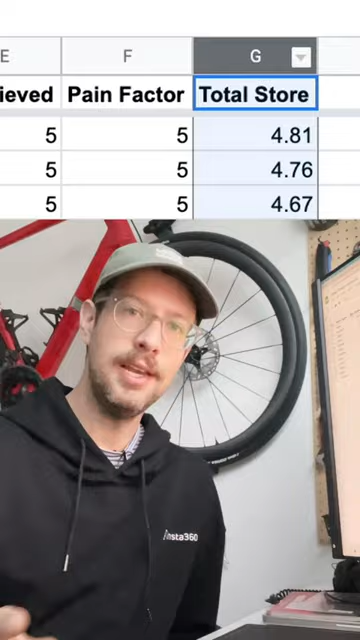 E F G
ieved Pain Factor Total Store
5 5 4.81
5 5 4.76
5 5 4.67
Insta360